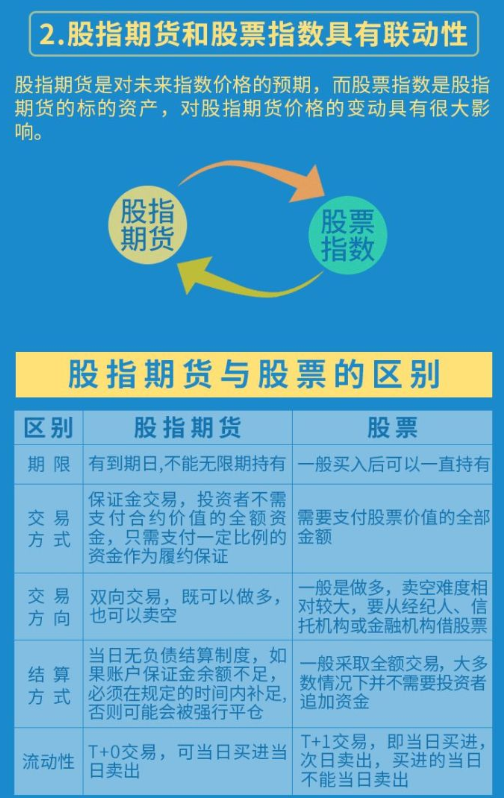 2.股指期货和股票指数具有联动性
股指期货是对未来指数价格的预期，而股票指数是股指
期货的标的资产，对股指期货价格的变动具有很大影
响。
股指
期货
股票
指数
股指期货与股票的区别
区别
股指期货
股票
期 限
有到期日,不能无限期持有
一般买入后可以一直持有
交 易
方 式
保证金交易，投资者不需
支付合约价值的全额资
金，只需支付一定比例的
资金作为履约保证
需要支付股票价值的全部
金额
交 易
方 向
双向交易，既可以做多，
也可以卖空
一般是做多，卖空难度相
对较大，要从经纪人、信
托机构或金融机构借股票
结 算
方 式
当日无负债结算制度，如
果账户保证金余额不足，
必须在规定的时间内补足,
否则可能会被强行平仓
一般采取全额交易，大多
数情况下并不需要投资者
追加资金
流动性
T+0交易，可当日买进当
日卖出
T+1交易，即当日买进，
次日卖出，买进的当日
不能当日卖出